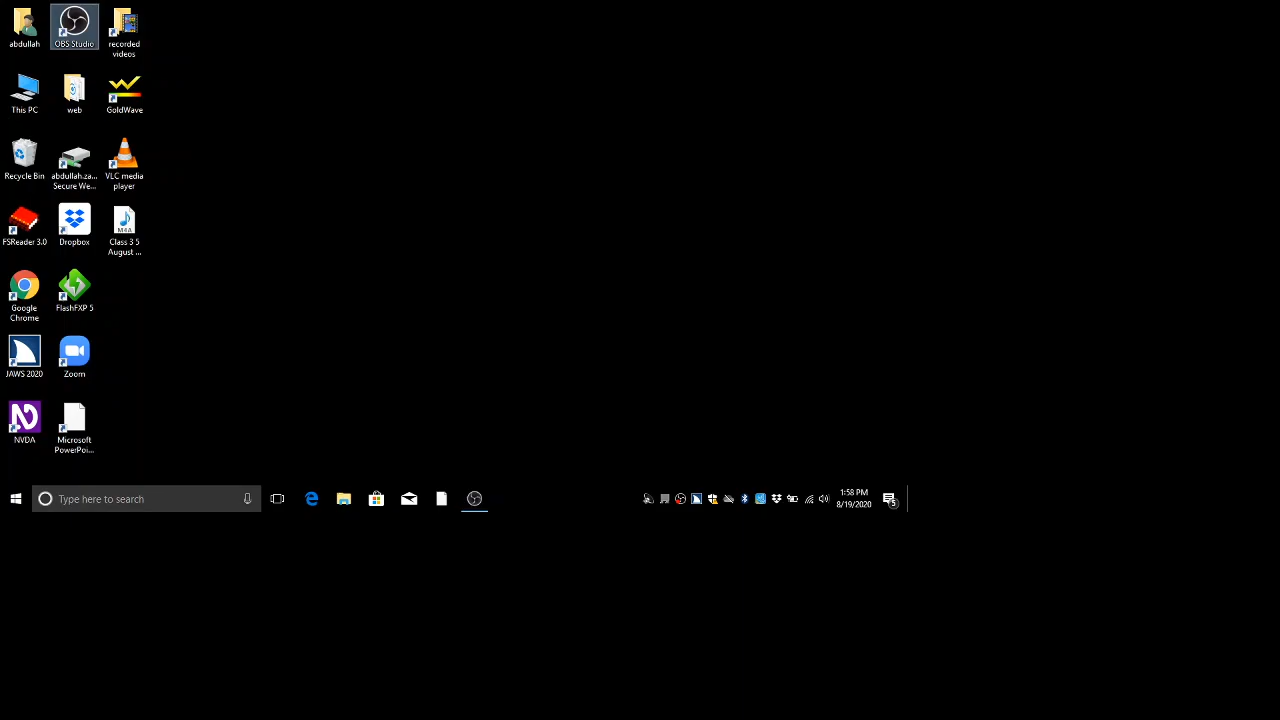 abdullah
OBS Studio
recorded
videos
This PC
web
GoldWave
Recycle Bin
abdullah.za...
Secure We...
VLC media
player
FSReader 3.0
Dropbox
M4A
Class 3 5
August ...
Google
Chrome
FlashFXP 5
JAWS 2020
Zoom
NVDA
Microsoft
PowerPoi...
Type here to search
1:58 PM
8/19/2020
5